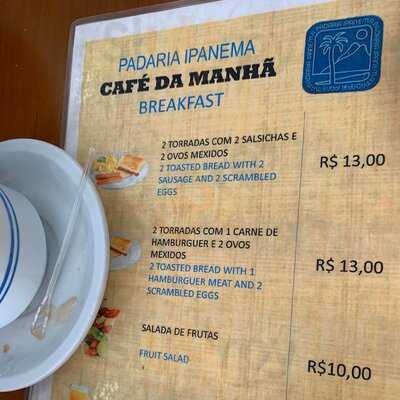 PADARIA IPANEMA
CAFÉ DA MANHÃ
BREAKFAST
PADARIA IPANEMA
2 TORRADAS COM 2 SALSICHAS E
2 OVOS MEXIDOS
2 TOASTED BREAD WITH 2
SAUSAGE AND 2 SCRAMBLED
EGGS
R$ 13,00
2 TORRADAS COM 1 CARNE DE
HAMBURGUER E 2 OVOS
MEXIDOS
2 TOASTED BREAD WITH 1
HAMBURGUER MEAT AND 2
SCRAMBLED EGGS
R$ 13,00
SALADA DE FRUTAS
FRUIT SALAD
R$10,00